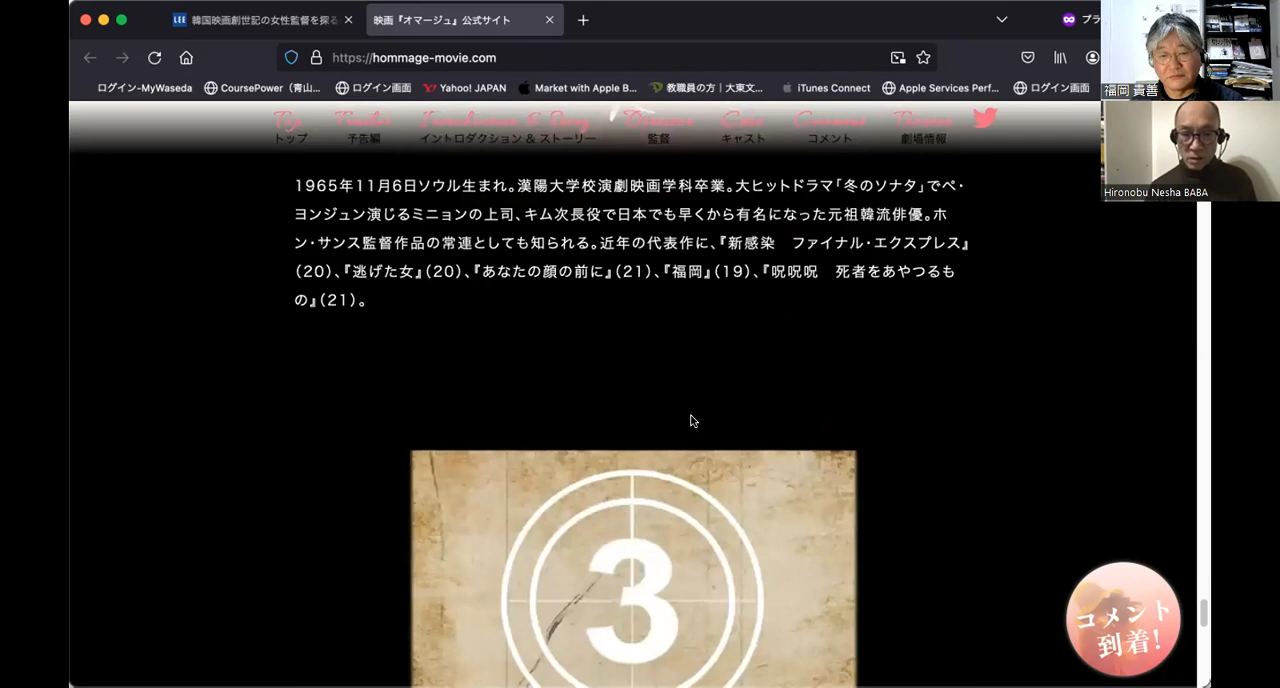 韓国映画創世記の女性監督を探る
映画『オマージュ』公式サイト
プラ
https://hommage-movie.com
ログイン-MyWaseda
CoursePower（青山...
ログイン画面
Yahoo! JAPAN
Market with Apple B...
教職員の方｜大東文...
iTunes Connect
Apple Services Perf...
ログイン画面
福岡 貴善
Hironobu Nesha BABA
トップ
予告編
イントロダクション & ストーリー
監督
キャスト
コメント
劇場情報
1965年11月6日ソウル生まれ。漢陽大学校演劇映画学科卒業。大ヒットドラマ「冬のソナタ」でペ・
ヨンジュン演じるミニョンの上司、キム次長役で日本でも早くから有名になった元祖韓流俳優。ホ
ン・サンス監督作品の常連としても知られる。近年の代表作に、『新感染　ファイナル・エクスプレス』
（20）、『逃げた女』（20）、『あなたの顔の前に』（21）、『福岡』（19）、『呪呪呪　死者をあやつるも
の』（21）。
3
コメント
到着!